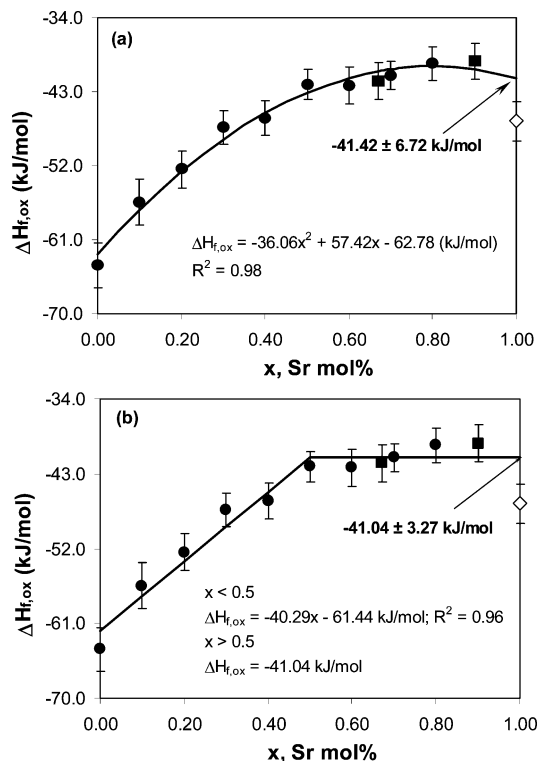 -34.0
(a)
-43.0
-52.0
-61.0
-70.0
ΔHf,ox (kJ/mol)
-41.42 ± 6.72 kJ/mol
ΔHf,ox = -36.06x² + 57.42x - 62.78 (kJ/mol)
R² = 0.98
0.00 0.20 0.40 0.60 0.80 1.00
x, Sr mol%
-34.0
(b)
-43.0
-52.0
-61.0
-70.0
ΔHf,ox (kJ/mol)
-41.04 ± 3.27 kJ/mol
x < 0.5
ΔHf,ox = -40.29x - 61.44 kJ/mol; R² = 0.96
x > 0.5
ΔHf,ox = -41.04 kJ/mol
0.00 0.20 0.40 0.60 0.80 1.00
x, Sr mol%